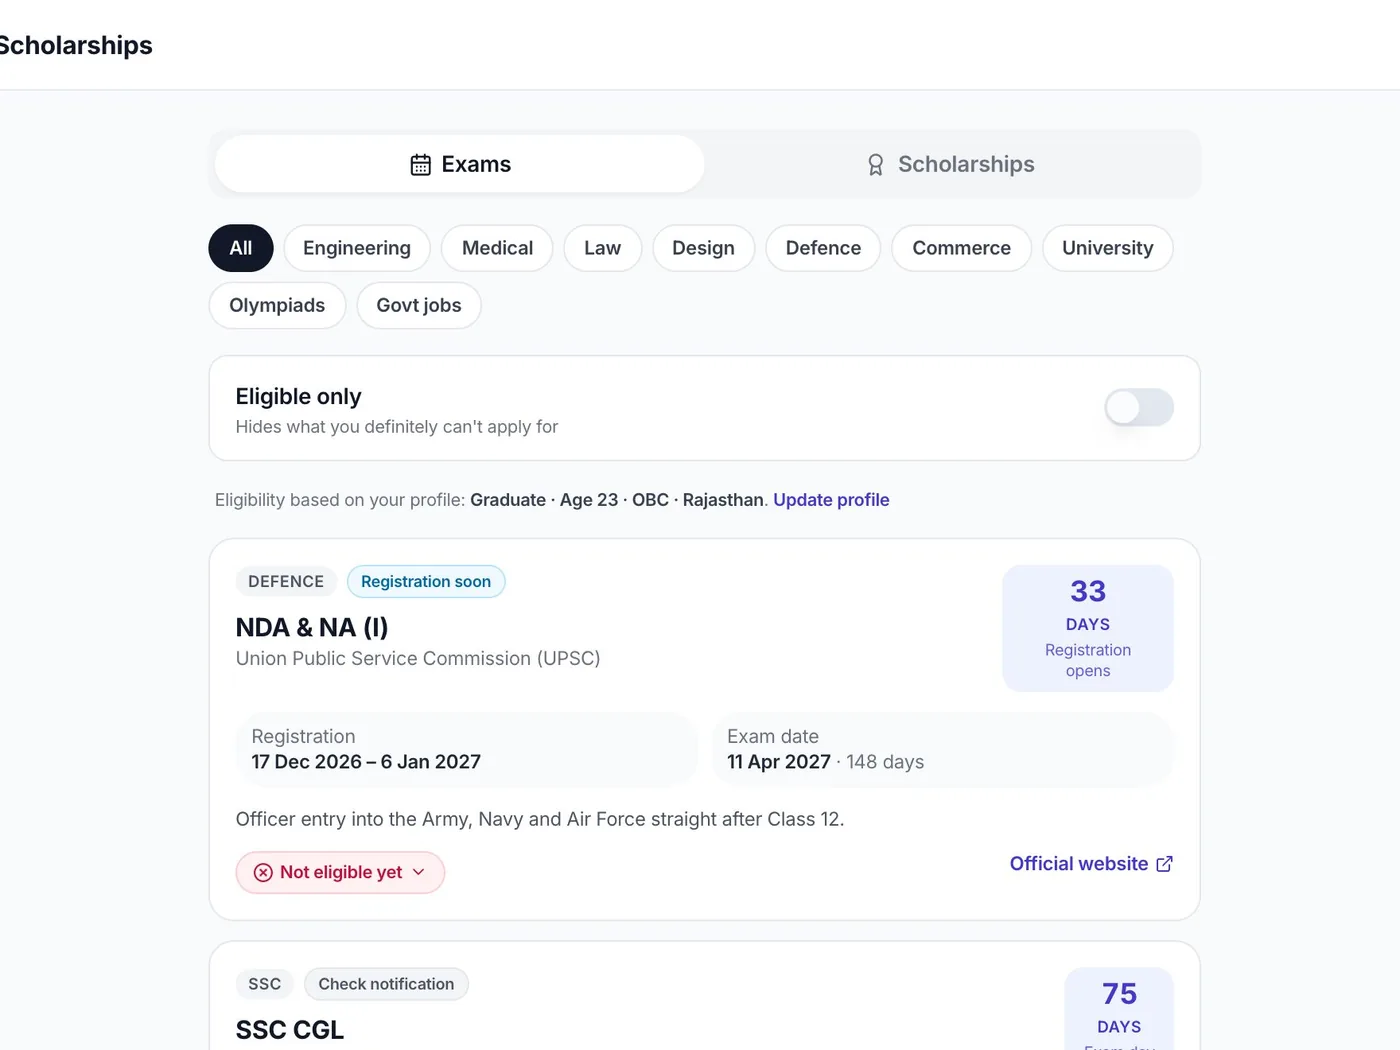 Scholarships
Exams
Scholarships
All
Engineering
Medical
Law
Design
Defence
Commerce
University
Olympiads
Govt jobs
Eligible only
Hides what you definitely can't apply for
Eligibility based on your profile: Graduate · Age 23 · OBC · Rajasthan. Update profile
DEFENCE
Registration soon
NDA & NA (I)
Union Public Service Commission (UPSC)
33
DAYS
Registration
opens
Registration
17 Dec 2026 – 6 Jan 2027
Exam date
11 Apr 2027 · 148 days
Officer entry into the Army, Navy and Air Force straight after Class 12.
Not eligible yet
Official website
SSC
Check notification
SSC CGL
75
DAYS